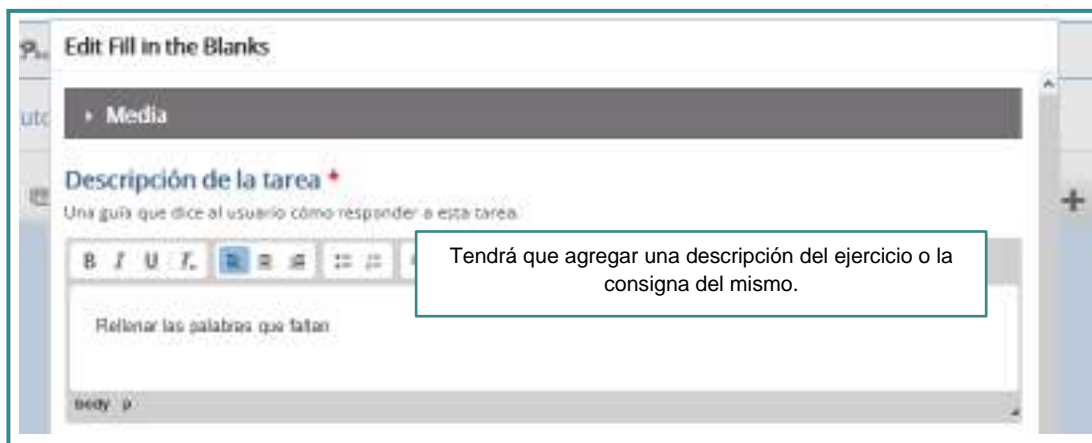 Edit Fill in the Blanks
Media
Descripción de la tarea *
Una guía que dice al usuario cómo responder a esta tarea.
B I U
Tendrá que agregar una descripción del ejercicio o la
consigna del mismo.
Rellenar las palabras que faltan
body p